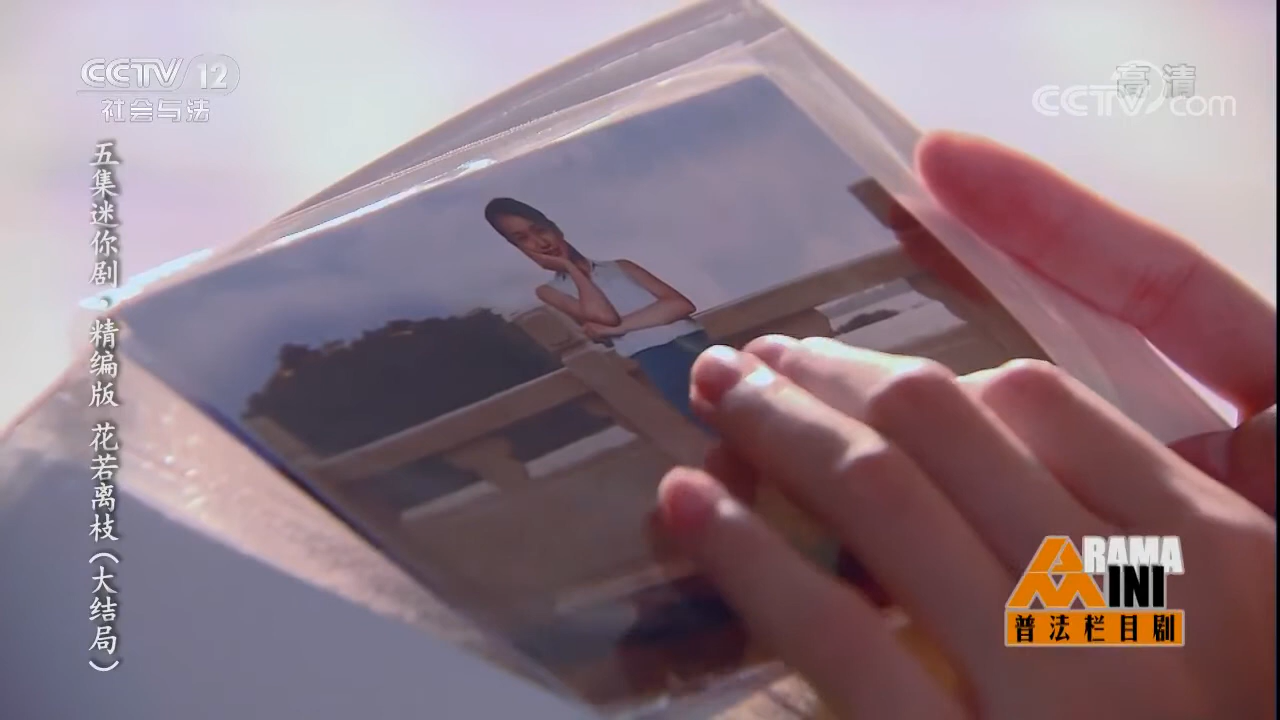 CCTV 12
社会与法
高清
CCTV.com
五集迷你剧·精编版 花若离枝(大结局)
RAMA
MINI
普法栏目剧